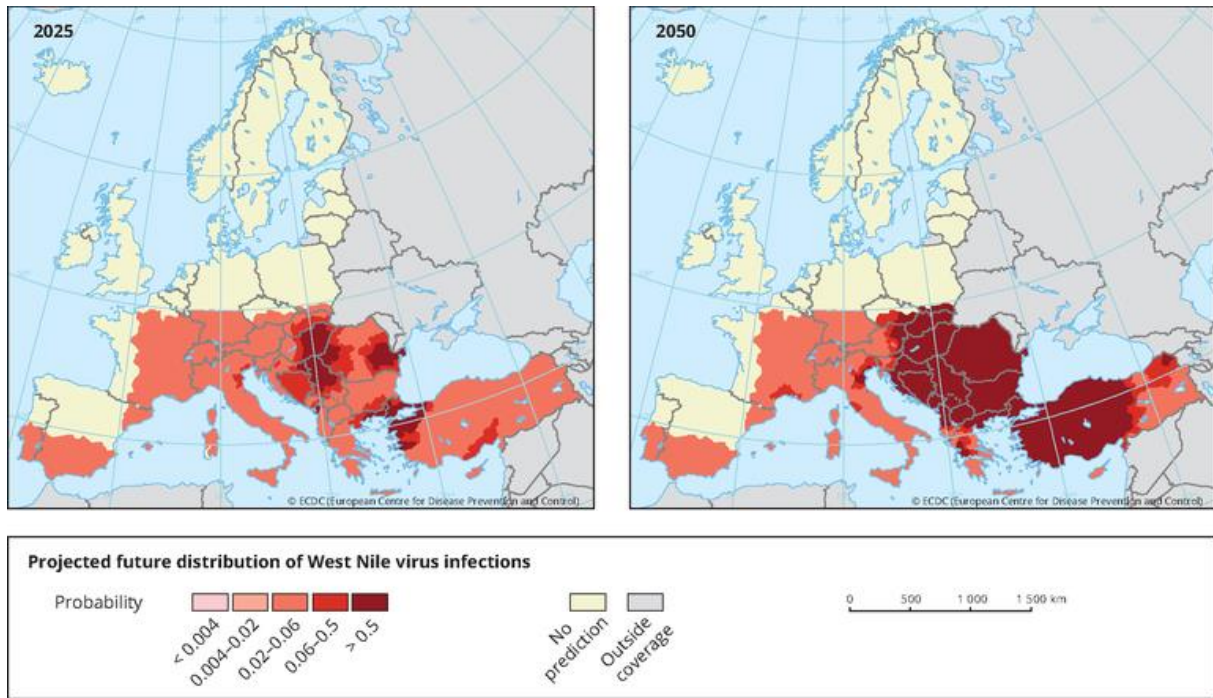 2025
2050
© ECDC (European Centre for Disease Prevention and Control)
© ECDC (European Centre for Disease Prevention and Control)
Projected future distribution of West Nile virus infections
Probability
< 0.004
0.004–0.02
0.02–0.06
0.06–0.5
> 0.5
No
prediction
Outside
coverage
0 500 1 000 1 500 km